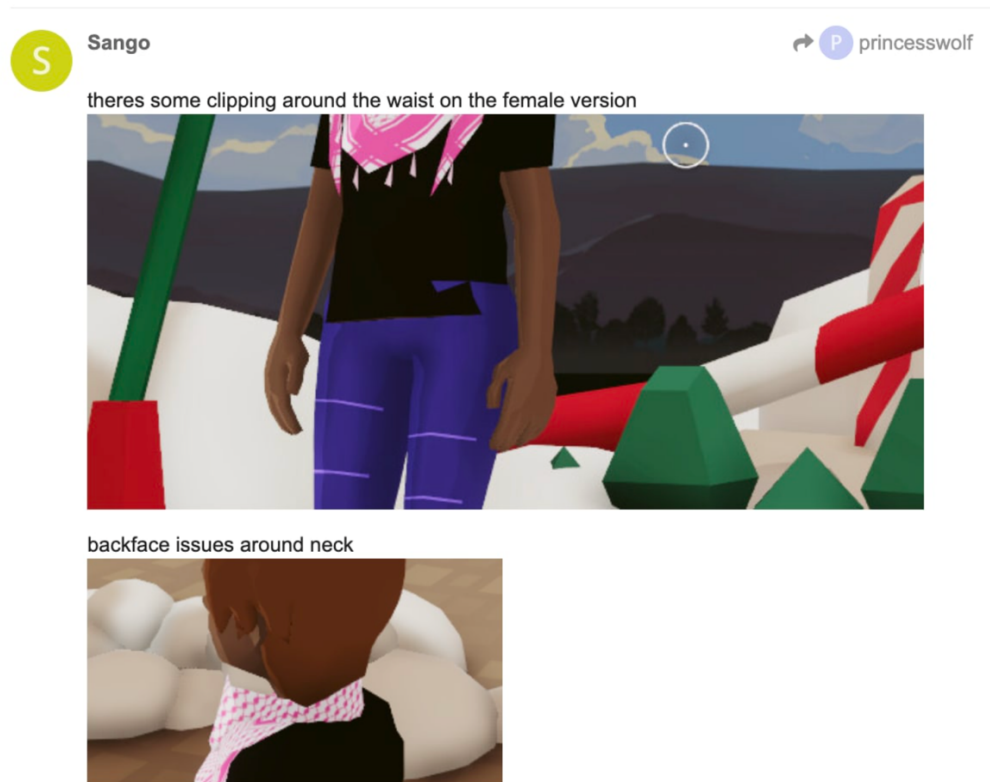 S
Sango
P princesswolf
theres some clipping around the waist on the female version
backface issues around neck